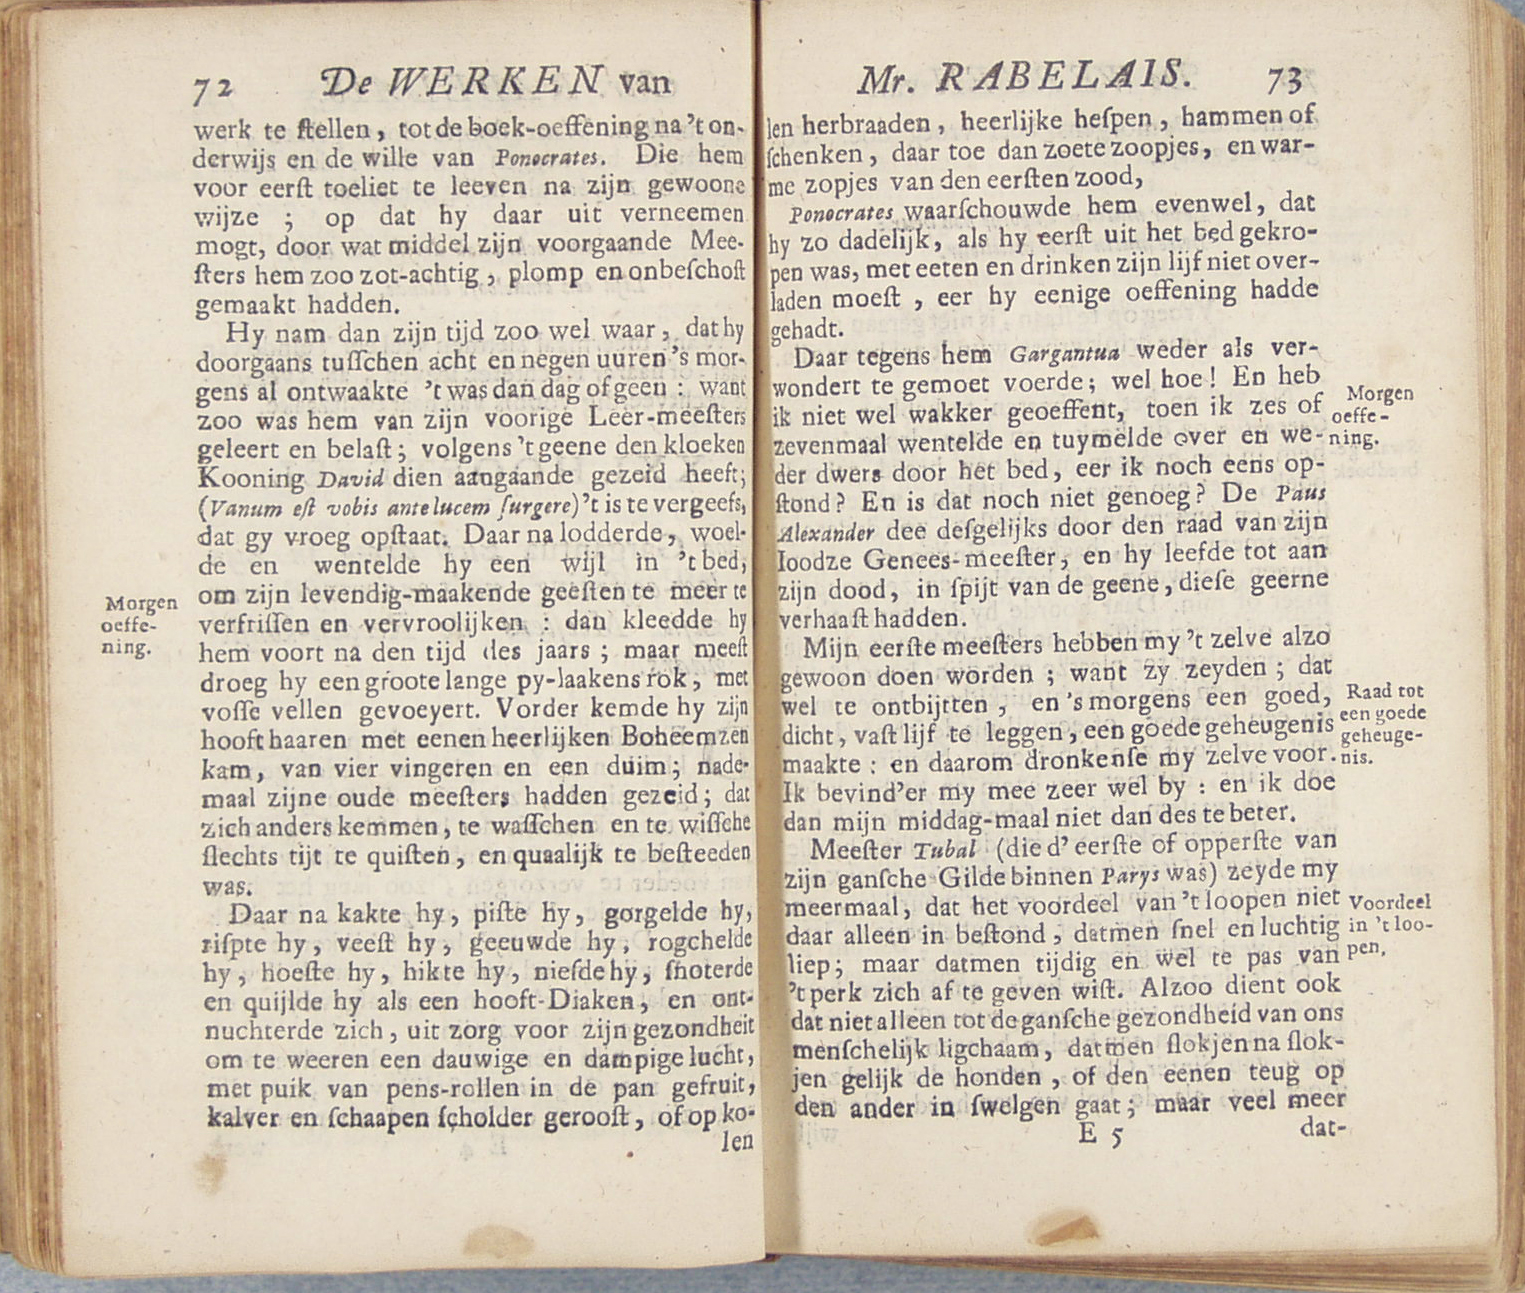 72 De WERKEN van
werk te ſtellen, tot de boek-oeffening na 't on-
derwijs en de wille van Ponocrates. Die hem
voor eerſt toeliet te leeven na zijn gewoone
wijze ; op dat hy daar uit verneemen
mogt, door wat middel zijn voorgaande Mee-
ſters hem zoo zot-achtig, plomp en onbeſchoft
gemaakt hadden.
Hy nam dan zijn tijd zoo wel waar, dat hy
doorgaans tuſſchen acht en negen uuren 's mor-
gens al ontwaakte 't was dan dag of geen : want
zoo was hem van zijn voorige Leer-meeſters
geleert en belaſt; volgens 't geene den kloeken
Kooning David dien aangaande gezeid heeft;
(Vanum eſt vobis ante lucem ſurgere) 't is te vergeefs,
dat gy vroeg opſtaat. Daar na lodderde, woel-
de en wentelde hy een wijl in 't bed,
om zijn levendig-maakende geeſten te meer te
Morgen
oeffe-
ning.
verfriſſen en vervroolijken : dan kleedde hy
hem voort na den tijd des jaars ; maar meeſt
droeg hy een groote lange py-laakens rok, met
voſſe vellen gevoeyert. Vorder kemde hy zijn
hooft haaren met eenen heerlijken Boheemzen
kam, van vier vingeren en een duim; nade-
maal zijne oude meeſters hadden gezeid; dat
zich anders kemmen, te waſſchen en te wiſſche
ſlechts tijt te quiſten, en quaalijk te beſteeden
was.
Daar na kakte hy, piſte hy, gorgelde hy,
riſpte hy, veeſt hy, geeuwde hy, rogchelde
hy, hoeſte hy, hikte hy, nieſde hy, ſnoterde
en quijlde hy als een hooft-Diaken, en ont-
nuchterde zich, uit zorg voor zijn gezondheit
om te weeren een dauwige en dampige lucht,
met puik van pens-rollen in de pan gefruit,
kalver en ſchaapen ſcholder gerooſt, of op ko-
len
Mr. RABELAIS. 73
len herbraaden, heerlijke heſpen, hammen of
ſchenken, daar toe dan zoete zoopjes, en war-
me zopjes van den eerſten zood,
Ponocrates waarſchouwde hem evenwel, dat
hy zo dadelijk, als hy eerſt uit het bed gekro-
pen was, met eeten en drinken zijn lijf niet over-
laden moeſt, eer hy eenige oeffening hadde
gehadt.
Daar tegens hem Gargantua weder als ver-
wondert te gemoet voerde; wel hoe! En heb
ik niet wel wakker geoeffent, toen ik zes of
zevenmaal wentelde en tuymelde over en we-
Morgen
oeffe-
ning.
der dwers door het bed, eer ik noch eens op-
ſtond? En is dat noch niet genoeg? De Paus
Alexander dee deſgelijks door den raad van zijn
Joodze Genees-meeſter, en hy leefde tot aan
zijn dood, in ſpijt van de geene, dieſe geerne
verhaaſt hadden.
Mijn eerſte meeſters hebben my 't zelve alzo
gewoon doen worden ; want zy zeyden ; dat
wel te ontbijtten, en 's morgens een goed,
dicht, vaſt lijf te leggen, een goede geheugenis
maakte : en daarom dronkenſe my zelve voor.
Raad tot
een goede
geheuge-
nis.
Ik bevind'er my mee zeer wel by : en ik doe
dan mijn middag-maal niet dan des te beter.
Meeſter Tubal (die d' eerſte of opperſte van
zijn ganſche Gilde binnen Parys was) zeyde my
meermaal, dat het voordeel van 't loopen niet
daar alleen in beſtond, datmen ſnel en luchtig
liep; maar datmen tijdig en wel te pas van
Voordeel
in 't loo-
pen.
't perk zich af te geven wiſt. Alzoo dient ook
dat niet alleen tot de ganſche gezondheid van ons
menſchelijk ligchaam, datmen ſlokjen na ſlok-
jen gelijk de honden, of den eenen teug op
den ander in ſwelgen gaat; maar veel meer
E 5 dat-